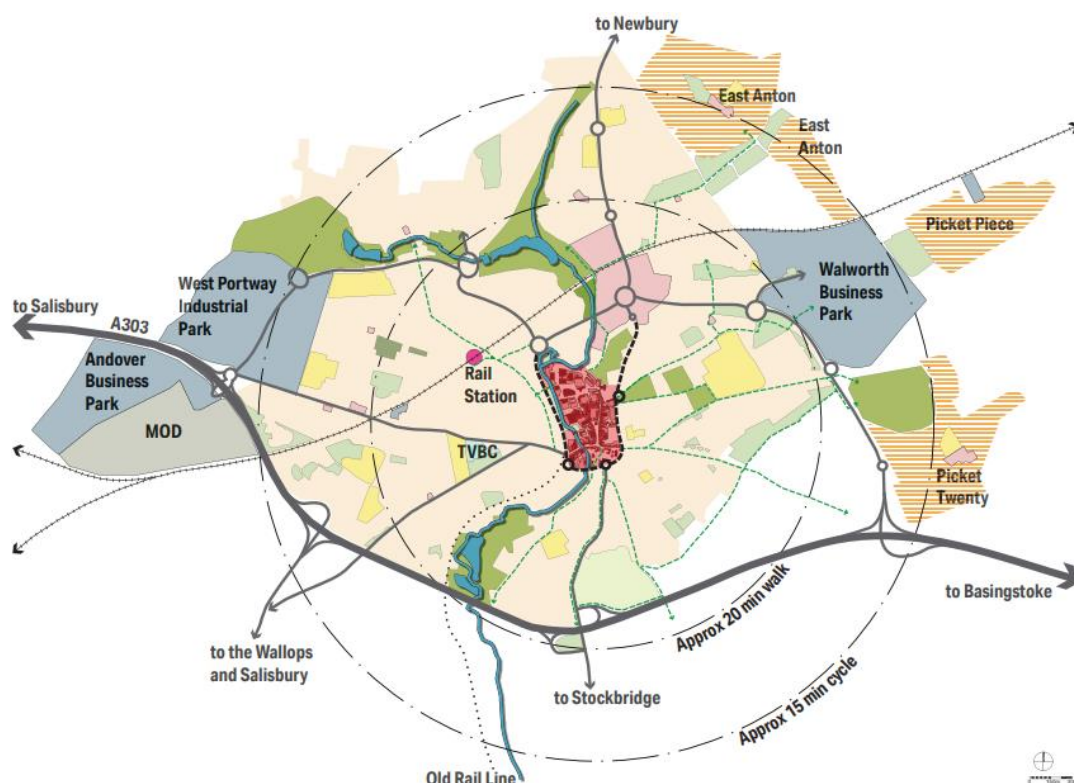 to Newbury
East Anton
East
Anton
Picket Piece
West Portway
Industrial
Park
Walworth
Business
Park
to Salisbury
A303
Andover
Business
Park
Rail
Station
MOD
TVBC
Picket
Twenty
Approx 20 min walk
to Basingstoke
to the Wallops
and Salisbury
Approx 15 min cycle
to Stockbridge
Old Rail Line